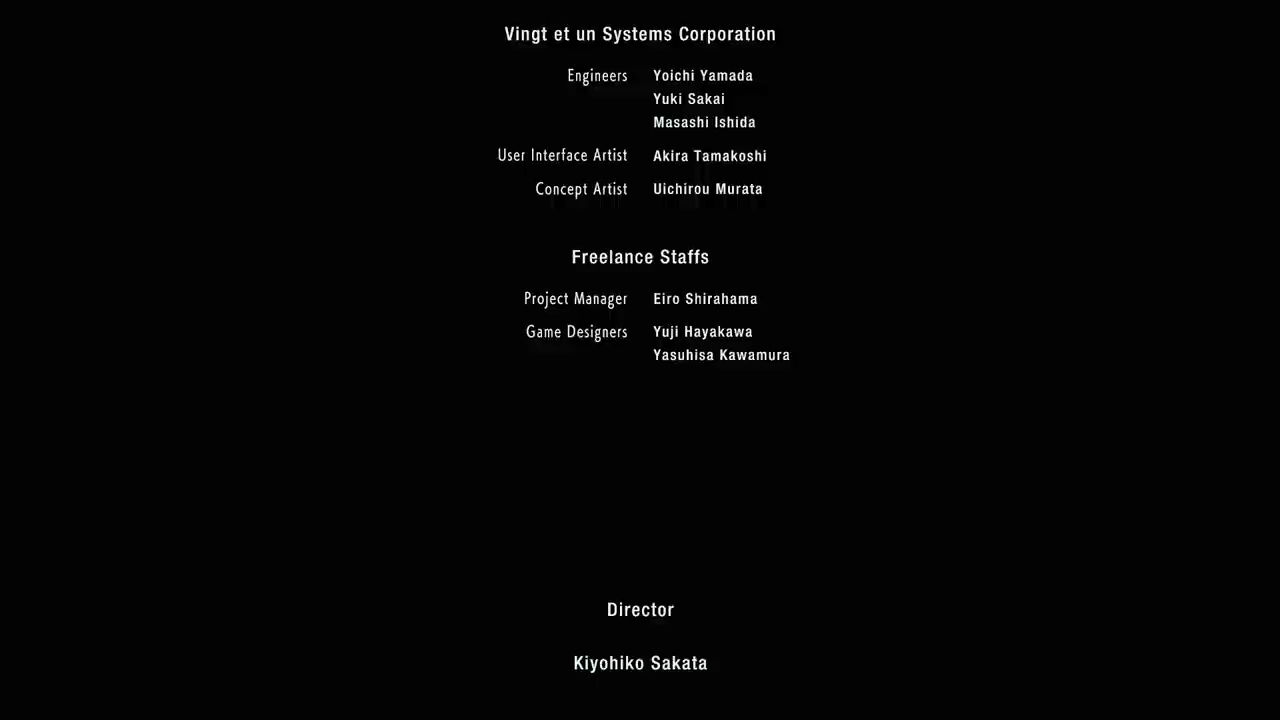 Vingt et un Systems Corporation
Engineers Yoichi Yamada
Yuki Sakai
Masashi Ishida
User Interface Artist Akira Tamakoshi
Concept Artist Uichirou Murata
Freelance Staffs
Project Manager Eiro Shirahama
Game Designers Yuji Hayakawa
Yasuhisa Kawamura
Director
Kiyohiko Sakata